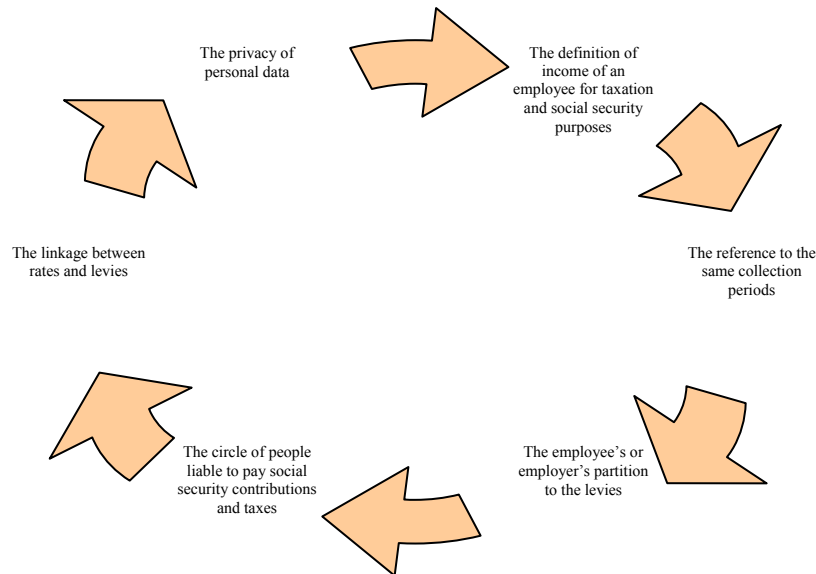 The privacy of
personal data
The definition of
income of an
employee for taxation
and social security
purposes
The reference to the
same collection
periods
The employee’s or
employer’s partition
to the levies
The circle of people
liable to pay social
security contributions
and taxes
The linkage between
rates and levies